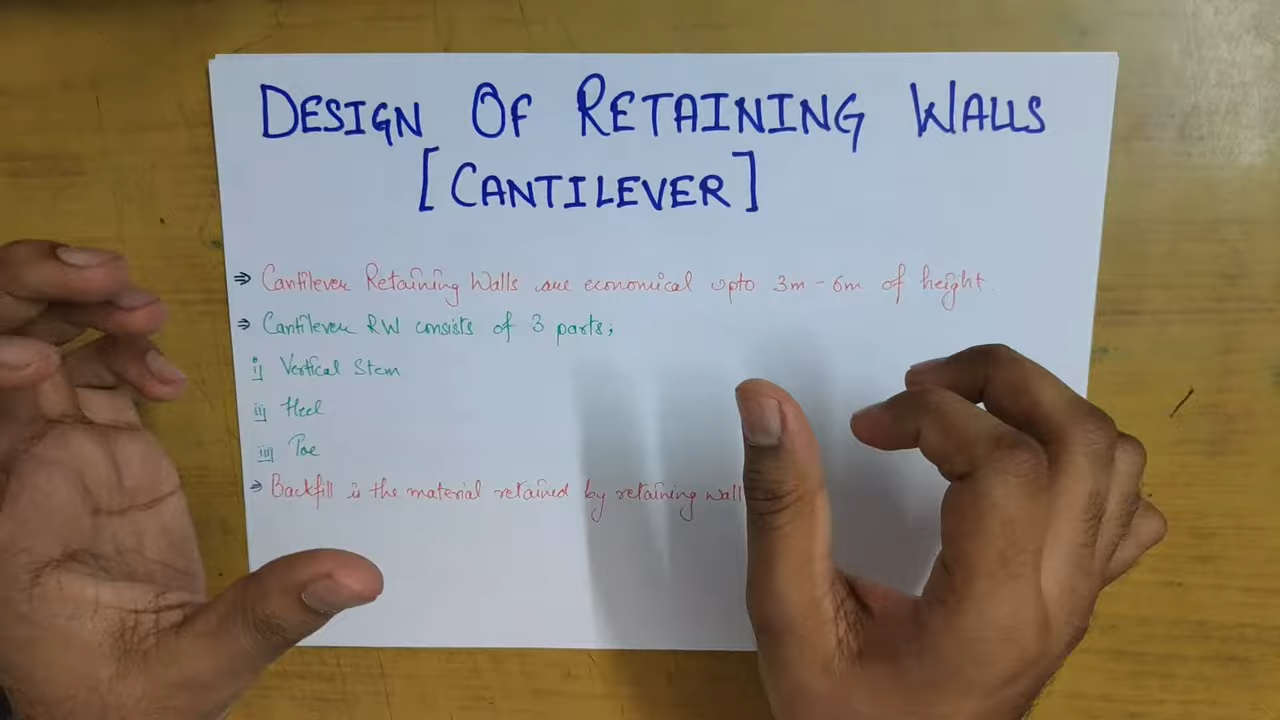 DESIGN OF RETAINING WALLS
[CANTILEVER]
⇒ Cantilever Retaining Walls are economical upto 3m - 6m of height.
⇒ Cantilever RW consists of 3 parts;
i) Vertical Stem
ii) Heel
iii) Toe
⇒ Backfill is the material retained by retaining wall